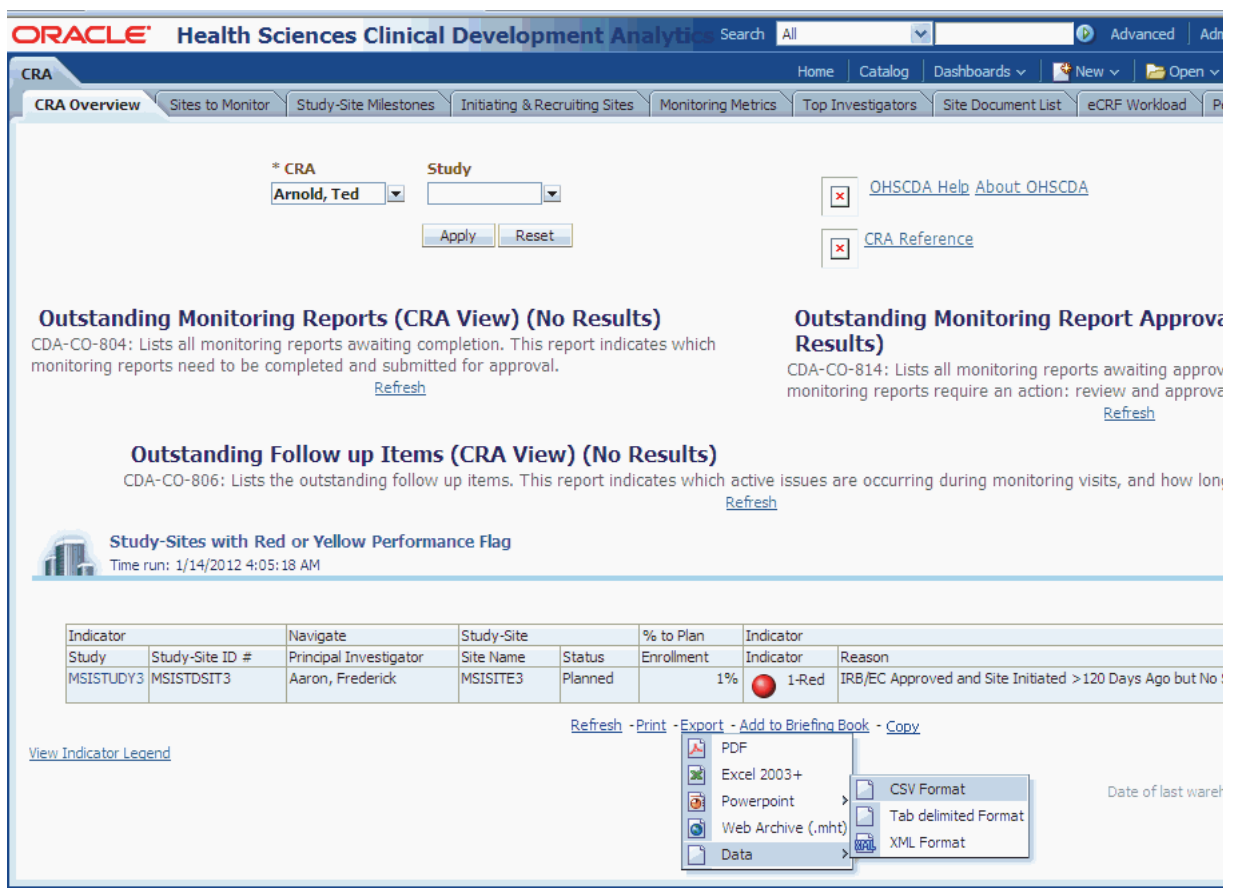 ORACLE Health Sciences Clinical Development Analytics Search All Advanced
CRA Home Catalog Dashboards New Open
CRA Overview Sites to Monitor Study-Site Milestones Initiating & Recruiting Sites Monitoring Metrics Top Investigators Site Document List eCRF Workload
* CRA Study
Arnold, Ted
OHSCDA Help About OHSCDA
Apply Reset
CRA Reference
Outstanding Monitoring Reports (CRA View) (No Results)
CDA-CO-804: Lists all monitoring reports awaiting completion. This report indicates which
monitoring reports need to be completed and submitted for approval.
Refresh
Outstanding Monitoring Report Approva
Results)
CDA-CO-814: Lists all monitoring reports awaiting approv
monitoring reports require an action: review and approva
Refresh
Outstanding Follow up Items (CRA View) (No Results)
CDA-CO-806: Lists the outstanding follow up items. This report indicates which active issues are occurring during monitoring visits, and how long
Refresh
Study-Sites with Red or Yellow Performance Flag
Time run: 1/14/2012 4:05:18 AM
Indicator Navigate Study-Site % to Plan Indicator
Study Study-Site ID # Principal Investigator Site Name Status Enrollment Indicator Reason
MSISTUDY3 MSISTDSIT3 Aaron, Frederick MSISITE3 Planned 1% 1-Red IRB/EC Approved and Site Initiated >120 Days Ago but No
Refresh - Print - Export - Add to Briefing Book - Copy
View Indicator Legend
PDF
Excel 2003+
Powerpoint
Web Archive (.mht)
Data
CSV Format
Tab delimited Format
XML Format
Date of last wareh